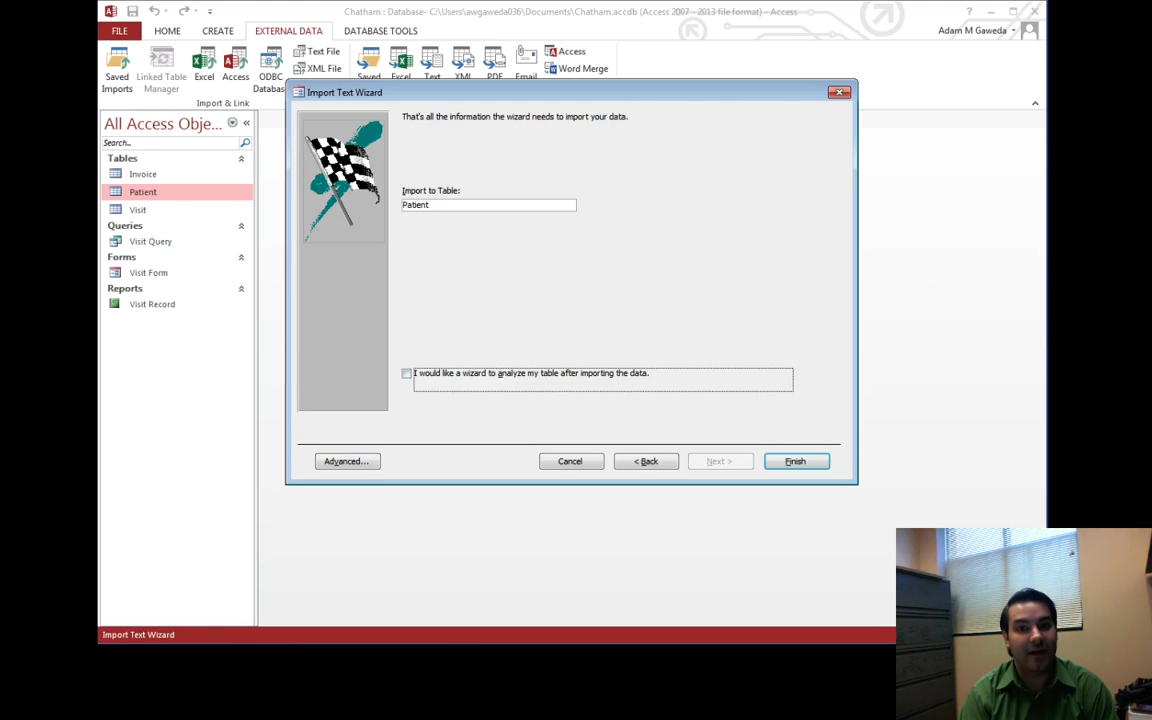 Chatham : Database- C:\Users\awgaweda036\Documents\Chatham.accdb (Access 2007 - 2013 file format) - Access
?
FILE HOME CREATE EXTERNAL DATA DATABASE TOOLS
Adam M Gaweda
Saved Imports
Linked Table Manager
Excel
Access
ODBC Database
Text File
XML File
Saved
Excel
Text
XML
PDF
Email
Access
Word Merge
Import & Link
All Access Obje...
Search...
Tables
Invoice
Patient
Visit
Queries
Visit Query
Forms
Visit Form
Reports
Visit Record
Import Text Wizard
That's all the information the wizard needs to import your data.
Import to Table:
Patient
I would like a wizard to analyze my table after importing the data.
Advanced...
Cancel
< Back
Next >
Finish
Import Text Wizard